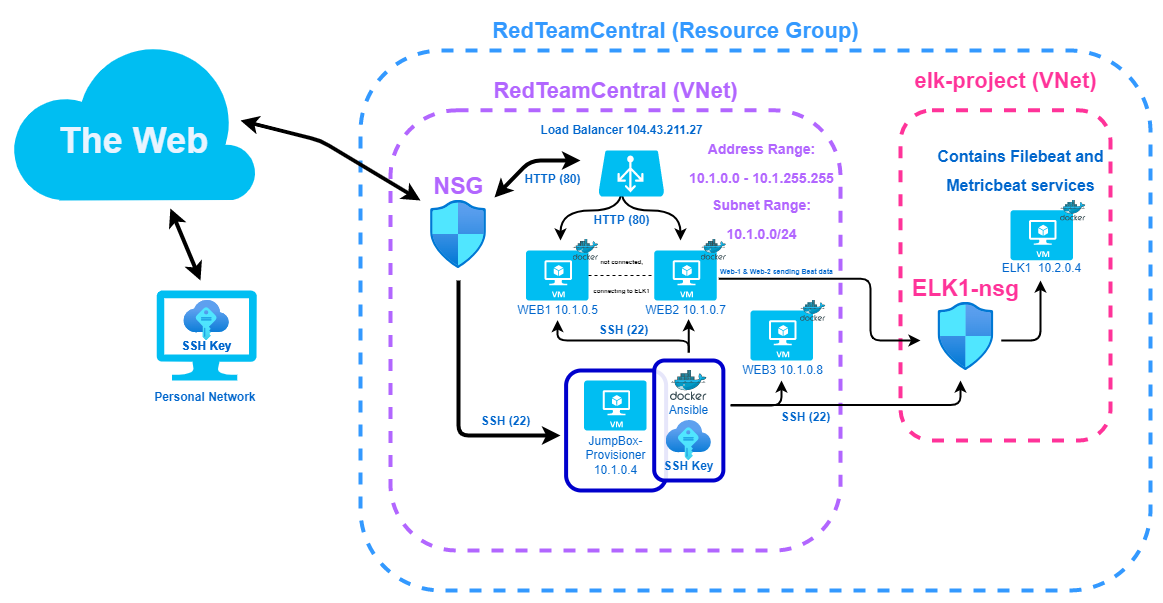 RedTeamCentral (Resource Group)
RedTeamCentral (VNet)
elk-project (VNet)
The Web
Load Balancer 104.43.211.27
Address Range:
10.1.0.0 - 10.1.255.255
Subnet Range:
10.1.0.0/24
Contains Filebeat and
Metricbeat services
NSG
HTTP (80)
HTTP (80)
docker
docker
docker
not connected,
connecting to ELK1
VM
VM
VM
WEB1 10.1.0.5
WEB2 10.1.0.7
ELK1 10.2.0.4
Web-1 & Web-2 sending Beat data
ELK1-nsg
SSH (22)
docker
VM
WEB3 10.1.0.8
SSH Key
Personal Network
SSH (22)
VM
JumpBox-
Provisioner
10.1.0.4
docker
Ansible
SSH Key
SSH (22)